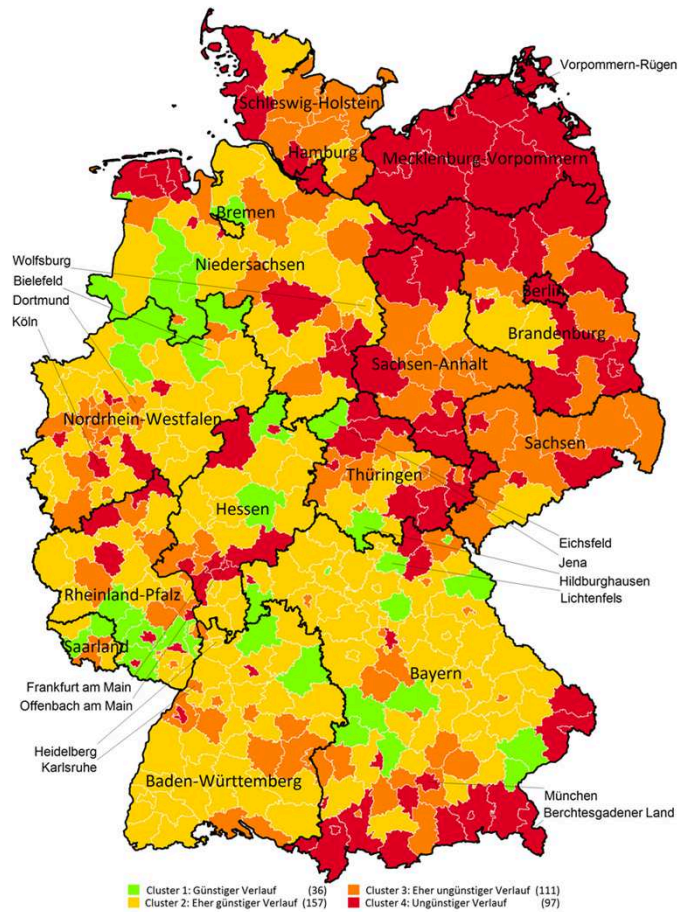 Vorpommern-Rügen
Schleswig-Holstein
Hamburg
Mecklenburg-Vorpommern
Bremen
Wolfsburg
Niedersachsen
Bielefeld
Dortmund
Berlin
Köln
Brandenburg
Sachsen-Anhalt
Nordrhein-Westfalen
Sachsen
Thüringen
Hessen
Eichsfeld
Jena
Hildburghausen
Lichtenfels
Rheinland-Pfalz
Saarland
Bayern
Frankfurt am Main
Offenbach am Main
Heidelberg
Karlsruhe
Baden-Württemberg
München
Berchtesgadener Land
Cluster 1: Günstiger Verlauf (36) Cluster 3: Eher ungünstiger Verlauf (111)
Cluster 2: Eher günstiger Verlauf (157) Cluster 4: Ungünstiger Verlauf (97)